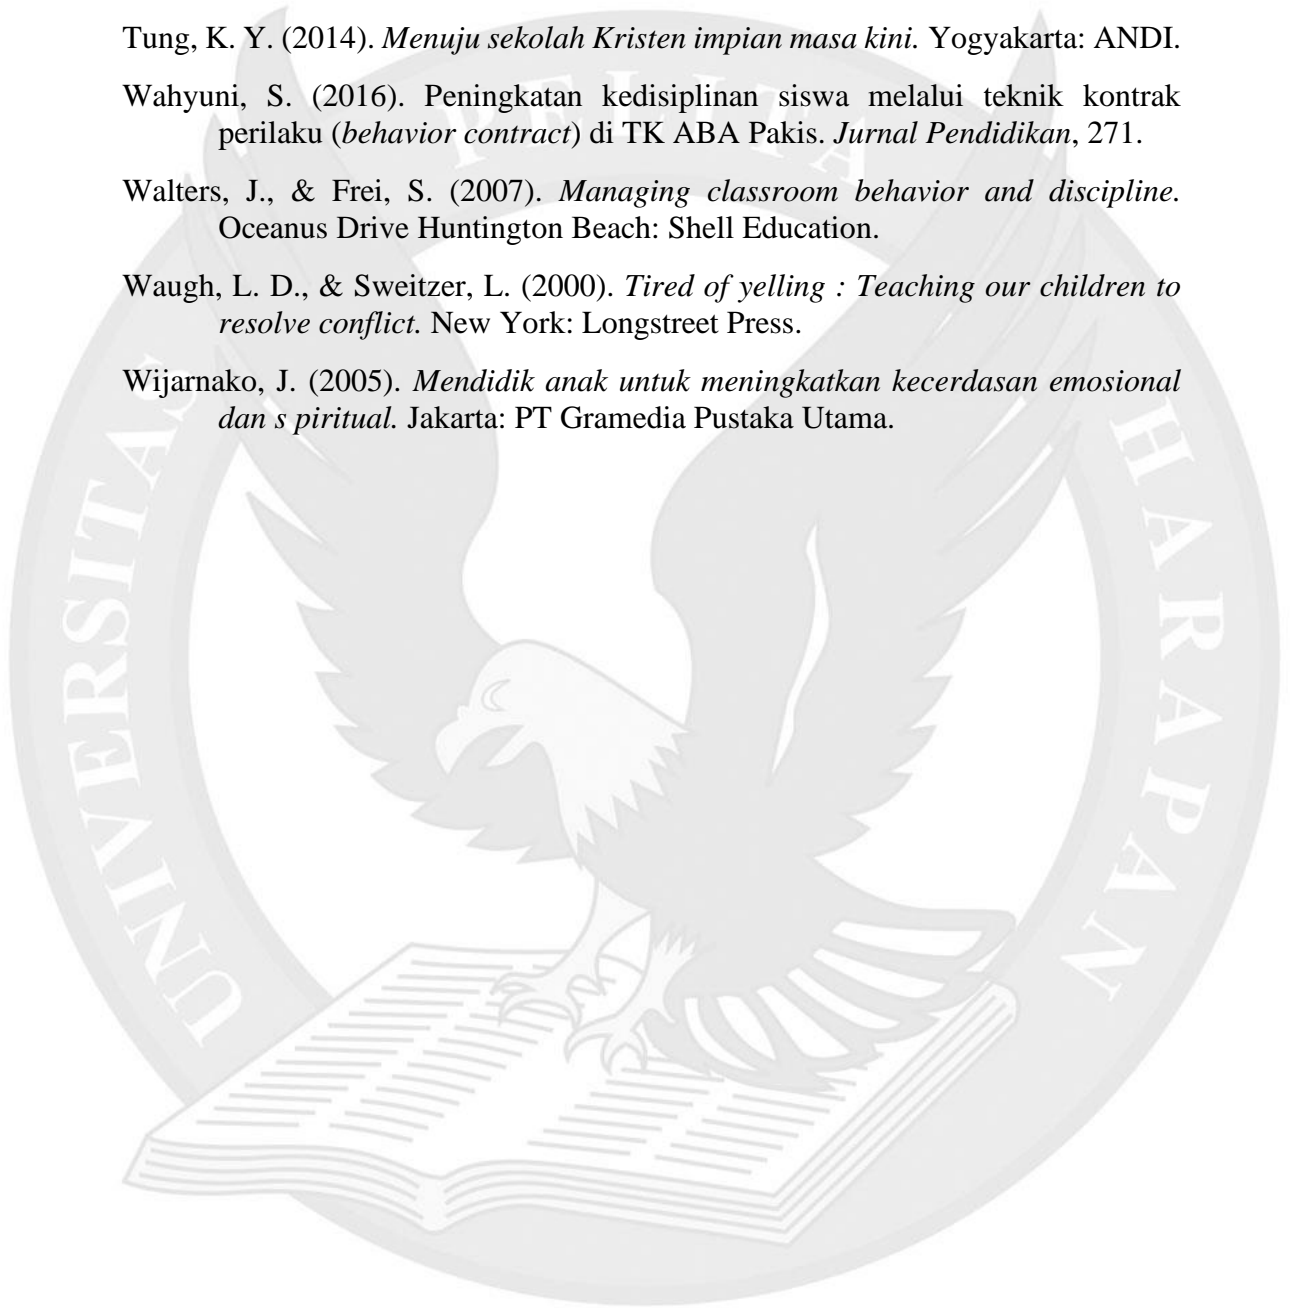 Tung, K. Y. (2014). Menuju sekolah Kristen impian masa kini. Yogyakarta: ANDI.
Wahyuni, S. (2016). Peningkatan kedisiplinan siswa melalui teknik kontrak
perilaku (behavior contract) di TK ABA Pakis. Jurnal Pendidikan, 271.
Walters, J., & Frei, S. (2007). Managing classroom behavior and discipline.
Oceanus Drive Huntington Beach: Shell Education.
Waugh, L. D., & Sweitzer, L. (2000). Tired of yelling : Teaching our children to
resolve conflict. New York: Longstreet Press.
Wijarnako, J. (2005). Mendidik anak untuk meningkatkan kecerdasan emosional
dan s piritual. Jakarta: PT Gramedia Pustaka Utama.
UNIVERSITAS PELITA HARAPAN